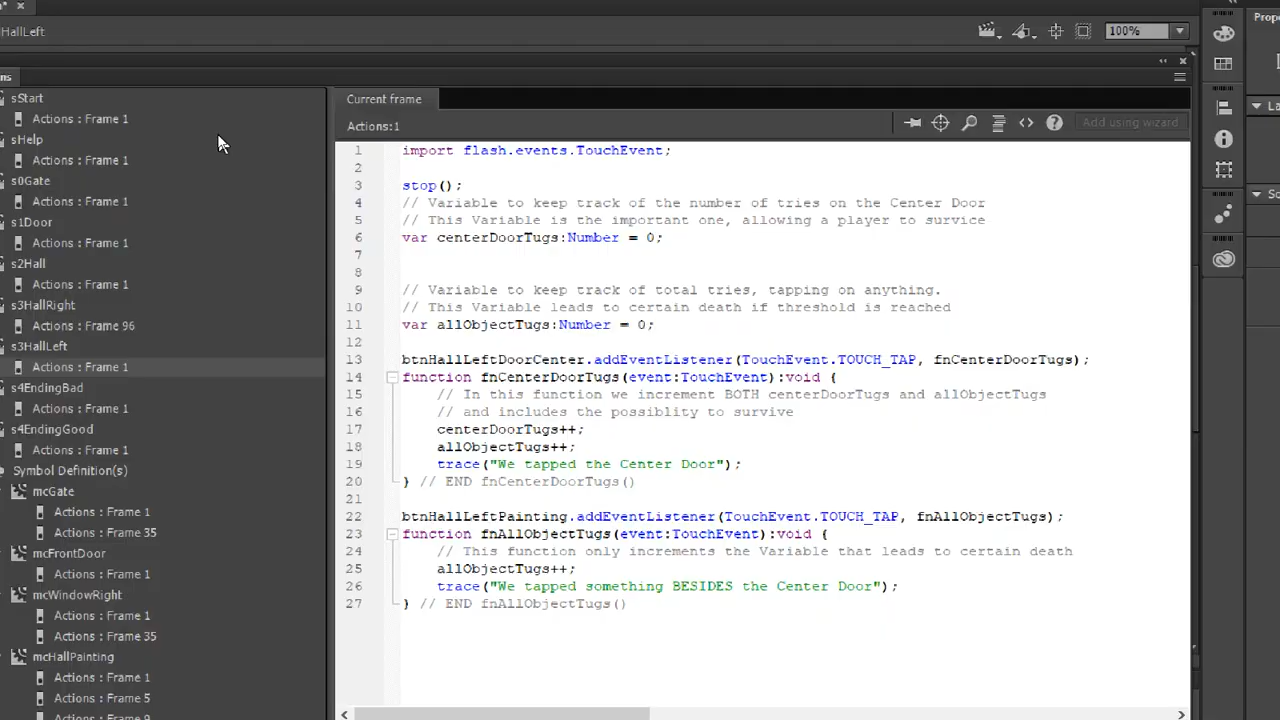 HallLeft
100%
Prope
ns
sStart
Actions : Frame 1
sHelp
Actions : Frame 1
s0Gate
Actions : Frame 1
s1Door
Actions : Frame 1
s2Hall
Actions : Frame 1
s3HallRight
Actions : Frame 96
s3HallLeft
Actions : Frame 1
s4EndingBad
Actions : Frame 1
s4EndingGood
Actions : Frame 1
Symbol Definition(s)
mcGate
Actions : Frame 1
Actions : Frame 35
mcFrontDoor
Actions : Frame 1
mcWindowRight
Actions : Frame 1
Actions : Frame 35
mcHallPainting
Actions : Frame 1
Actions : Frame 5
Actions : Frame 9
Current frame
Actions:1
Add using wizard
1 import flash.events.TouchEvent;
2
3 stop();
4 // Variable to keep track of the number of tries on the Center Door
5 // This Variable is the important one, allowing a player to survice
6 var centerDoorTugs:Number = 0;
7
8
9 // Variable to keep track of total tries, tapping on anything.
10 // This Variable leads to certain death if threshold is reached
11 var allObjectTugs:Number = 0;
12
13 btnHallLeftDoorCenter.addEventListener(TouchEvent.TOUCH_TAP, fnCenterDoorTugs);
14 function fnCenterDoorTugs(event:TouchEvent):void {
15 // In this function we increment BOTH centerDoorTugs and allObjectTugs
16 // and includes the possiblity to survive
17 centerDoorTugs++;
18 allObjectTugs++;
19 trace("We tapped the Center Door");
20 } // END fnCenterDoorTugs()
21
22 btnHallLeftPainting.addEventListener(TouchEvent.TOUCH_TAP, fnAllObjectTugs);
23 function fnAllObjectTugs(event:TouchEvent):void {
24 // This function only increments the Variable that leads to certain death
25 allObjectTugs++;
26 trace("We tapped something BESIDES the Center Door");
27 } // END fnAllObjectTugs()
La
So